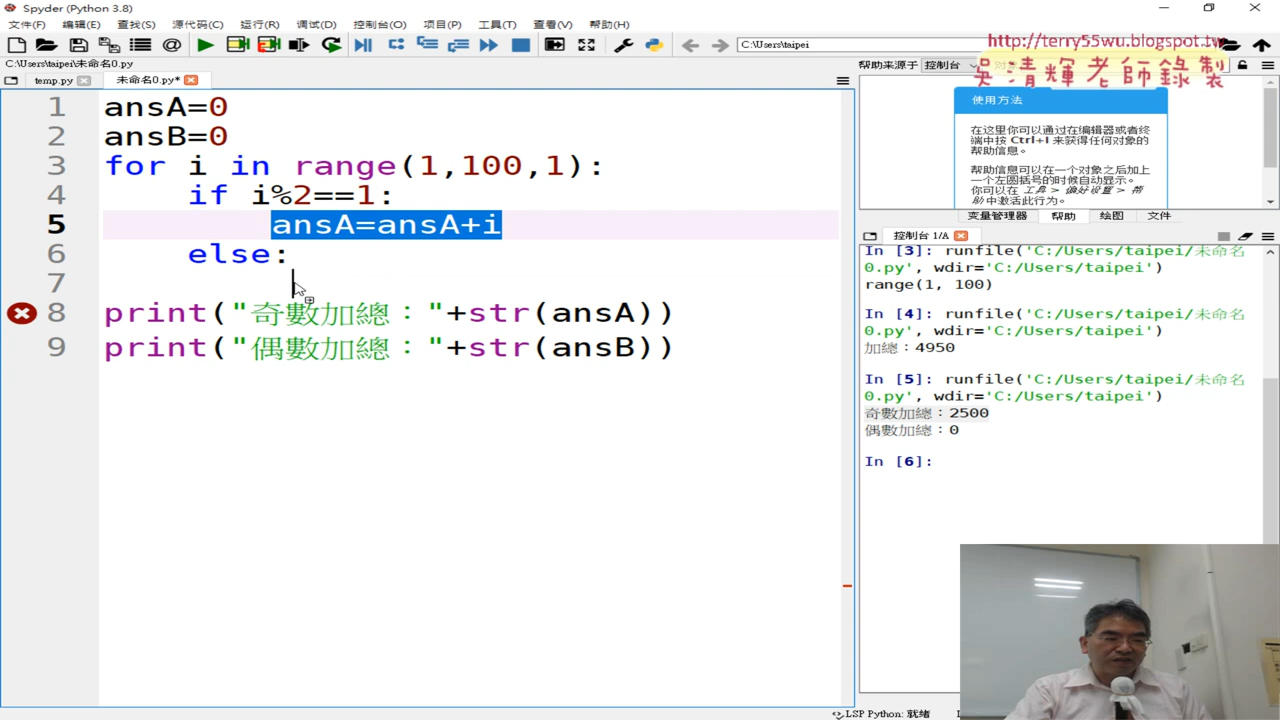 Spyder (Python 3.8)
文件(F) 编辑(E) 查找(S) 源代码(C) 运行(R) 调试(D) 控制台(O) 项目(P) 工具(T) 查看(V) 帮助(H)
C:\Users\taipei
http://terry55wu.blogspot.tw
C:\Users\taipei\未命名0.py
帮助来源于 控制台 对象
吳清輝老師錄製
temp.py 未命名0.py*
1 ansA=0
2 ansB=0
3 for i in range(1,100,1):
4 if i%2==1:
5 ansA=ansA+i
6 else:
7
8 print("奇數加總："+str(ansA))
9 print("偶數加總："+str(ansB))
使用方法
在这里你可以通过在编辑器或者终
端中按 Ctrl+I 来获得任何对象的
帮助信息。
帮助信息可以在一个对象之后加上
一个左圆括号的时候自动显示。
你可以在 工具 > 偏好设置 > 帮
助 中激活此行为。
变量管理器 帮助 绘图 文件
控制台 1/A
In [3]: runfile('C:/Users/taipei/未命名
0.py', wdir='C:/Users/taipei')
range(1, 100)
In [4]: runfile('C:/Users/taipei/未命名
0.py', wdir='C:/Users/taipei')
加總：4950
In [5]: runfile('C:/Users/taipei/未命名
0.py', wdir='C:/Users/taipei')
奇數加總：2500
偶數加總：0
In [6]:
LSP Python: 就绪